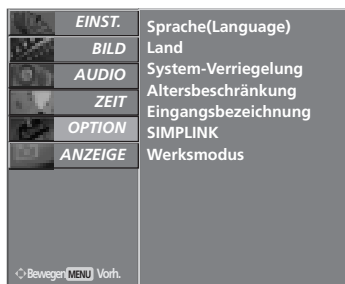 EINST.
BILD
AUDIO
ZEIT
OPTION
ANZEIGE
Sprache(Language)
Land
System-Verriegelung
Altersbeschränkung
Eingangsbezeichnung
SIMPLINK
Werksmodus
Bewegen MENU Vorh.